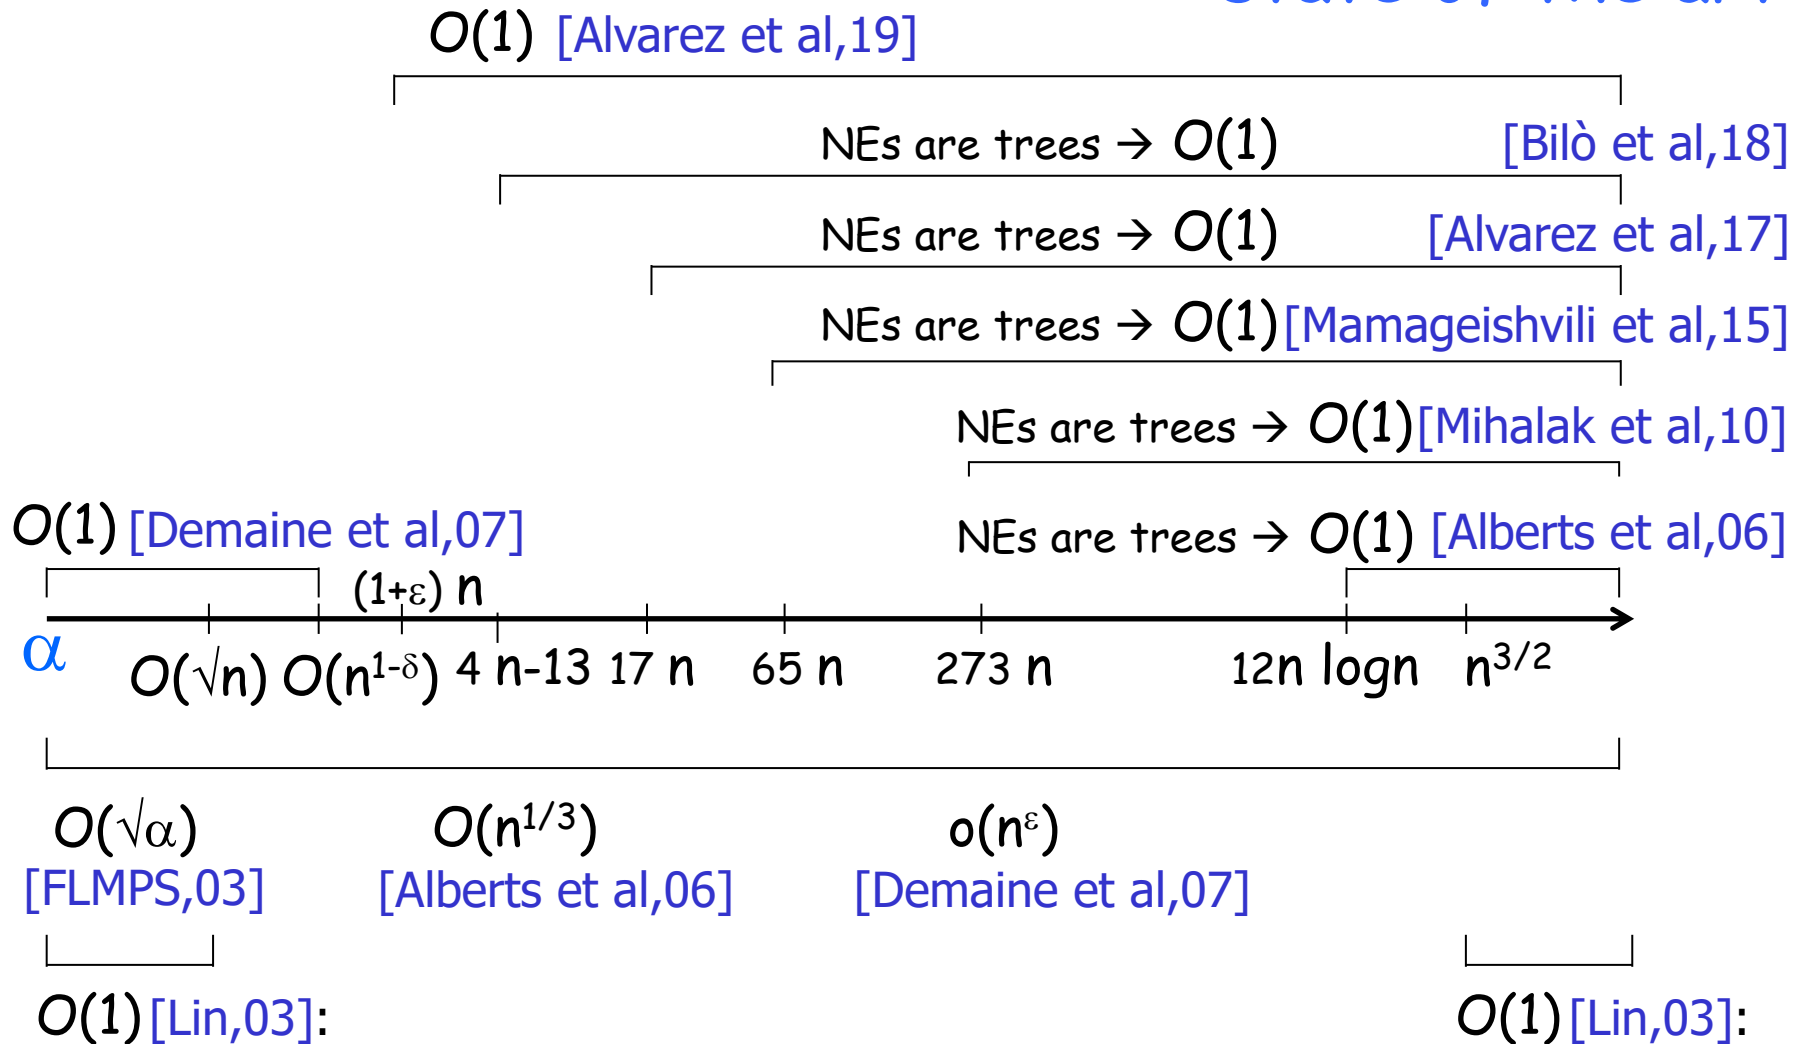 O(1) [Alvarez et al,19]
NEs are trees → O(1) [Bilò et al,18]
NEs are trees → O(1) [Alvarez et al,17]
NEs are trees → O(1) [Mamageishvili et al,15]
NEs are trees → O(1) [Mihalak et al,10]
O(1) [Demaine et al,07]
NEs are trees → O(1) [Alberts et al,06]
(1+ε) n
α O(√n) O(n^{1-δ}) 4 n-13 17 n 65 n 273 n 12n logn n^{3/2}
O(√α) O(n^{1/3}) o(n^ε)
[FLMPS,03] [Alberts et al,06] [Demaine et al,07]
O(1) [Lin,03]: O(1) [Lin,03]: